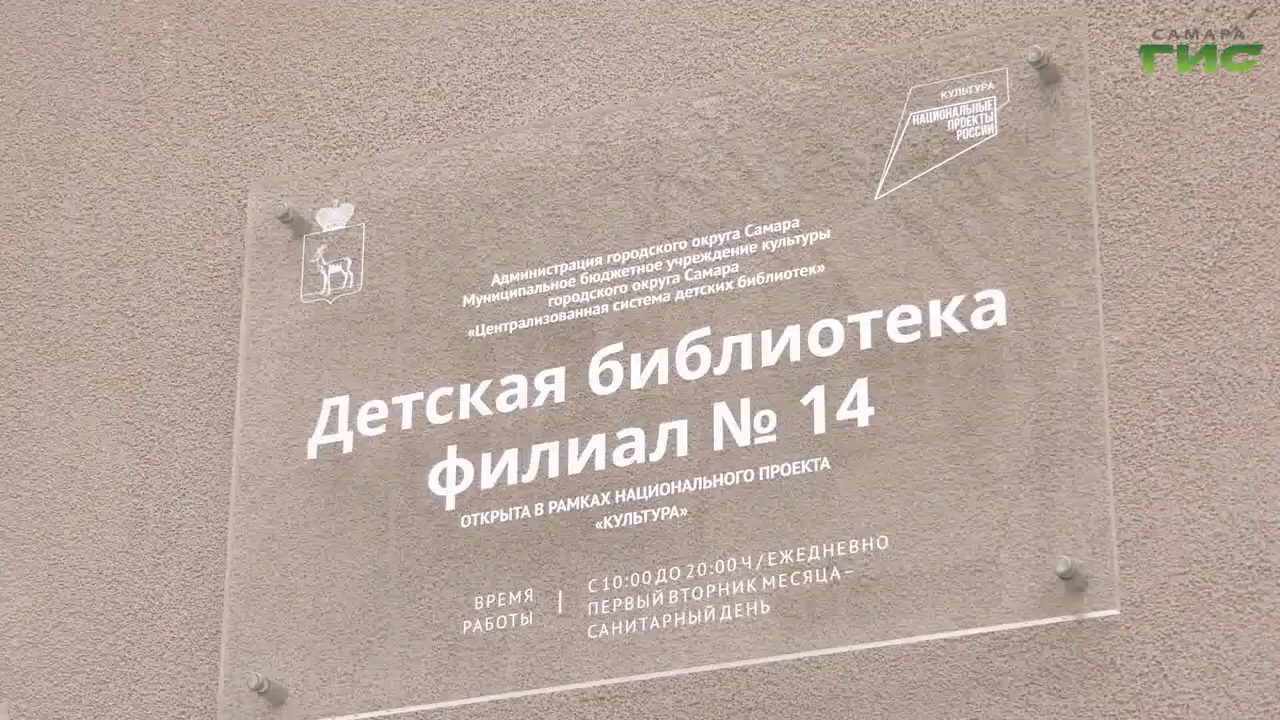 САМАРА
ГИС
КУЛЬТУРА
НАЦИОНАЛЬНЫЕ
ПРОЕКТЫ
РОССИИ
Администрация городского округа Самара
Муниципальное бюджетное учреждение культуры
городского округа Самара
«Централизованная система детских библиотек»
Детская библиотека
филиал № 14
ОТКРЫТА В РАМКАХ НАЦИОНАЛЬНОГО ПРОЕКТА
«КУЛЬТУРА»
ВРЕМЯ
РАБОТЫ
С 10:00 ДО 20:00 Ч / ЕЖЕДНЕВНО
ПЕРВЫЙ ВТОРНИК МЕСЯЦА –
САНИТАРНЫЙ ДЕНЬ